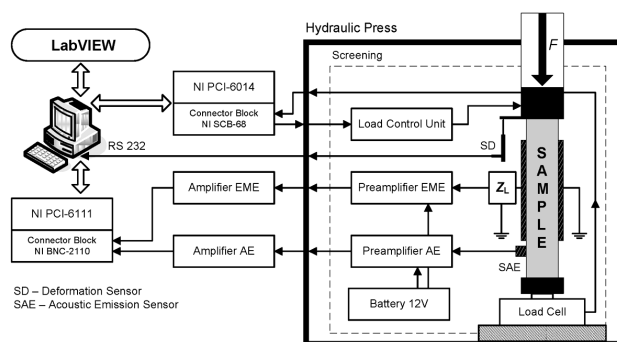 Hydraulic Press
LabVIEW
Screening
F
NI PCI-6014
Connector Block
NI SCB-68
Load Control Unit
RS 232
SD
SAMPLE
NI PCI-6111
Connector Block
NI BNC-2110
Amplifier EME
Preamplifier EME
ZL
Amplifier AE
Preamplifier AE
SAE
Battery 12V
Load Cell
SD – Deformation Sensor
SAE – Acoustic Emission Sensor